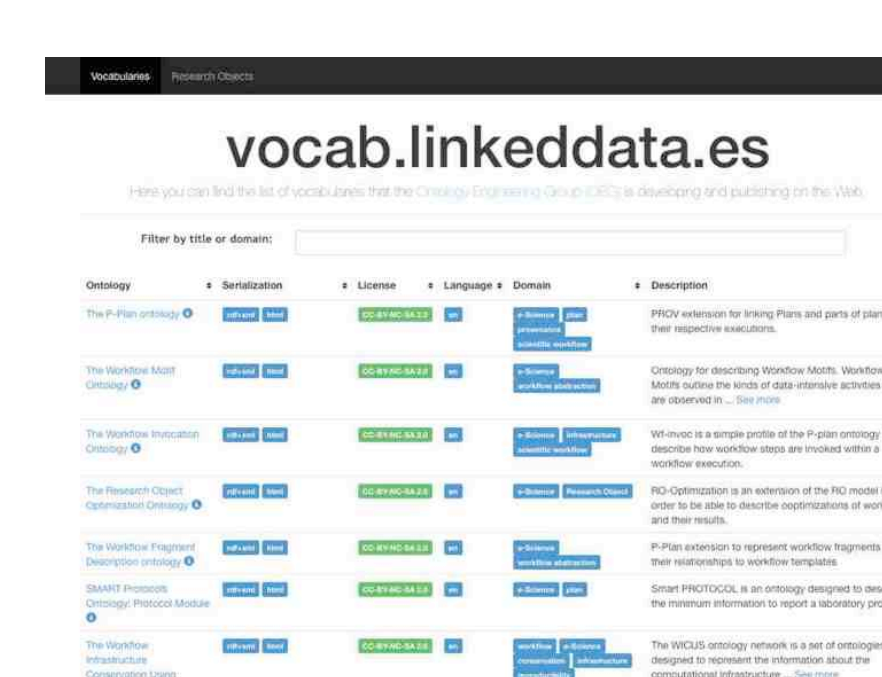 Vocabularies Research Objects
vocab.linkeddata.es
Here you can find the list of vocabularies that the Ontology Engineering Group (OEG) is developing and publishing on the Web.
Filter by title or domain:
Ontology Serialization License Language Domain Description
The P-Plan ontology rdf+xml html CC-BY-NC-SA 2.0 en e-Science plan PROV extension for linking Plans and parts of plan
provenance their respective executions.
scientific workflow
The Workflow Motif rdf+xml html CC-BY-NC-SA 2.0 en e-Science Ontology for describing Workflow Motifs. Workflow
Ontology workflow abstraction Motifs outline the kinds of data-intensive activities
are observed in ... See more
The Workflow Invocation rdf+xml html CC-BY-NC-SA 2.0 en e-Science infrastructure Wf-invoc is a simple profile of the P-plan ontology
Ontology scientific workflow describe how workflow steps are invoked within a
workflow execution.
The Research Object rdf+xml html CC-BY-NC-SA 2.0 en e-Science Research Object RO-Optimization is an extension of the RO model
Optimization Ontology order to be able to describe ooptimizations of wor
and their results.
The Workflow Fragment rdf+xml html CC-BY-NC-SA 2.0 en e-Science P-Plan extension to represent workflow fragments
Description ontology workflow abstraction their relationships to workflow templates
SMART Protocols rdf+xml html CC-BY-NC-SA 2.0 en e-Science plan Smart PROTOCOL is an ontology designed to des
Ontology: Protocol Module the minimum information to report a laboratory pro
The Workflow rdf+xml html CC-BY-NC-SA 2.0 en workflow e-Science The WICUS ontology network is a set of ontologies
Infrastructure conservation infrastructure designed to represent the information about the
Conservation Using reproducibility computational infrastructure ... See more